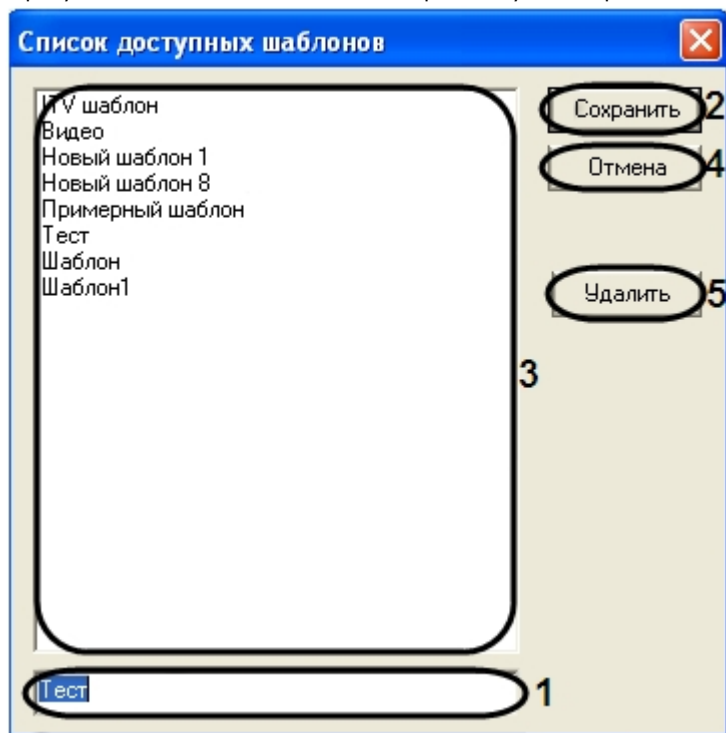 Список доступных шаблонов
ITV шаблон
Видео
Новый шаблон 1
Новый шаблон 8
Примерный шаблон
Тест
Шаблон
Шаблон1
Сохранить 2
Отмена 4
Удалить 5
3
Тест 1